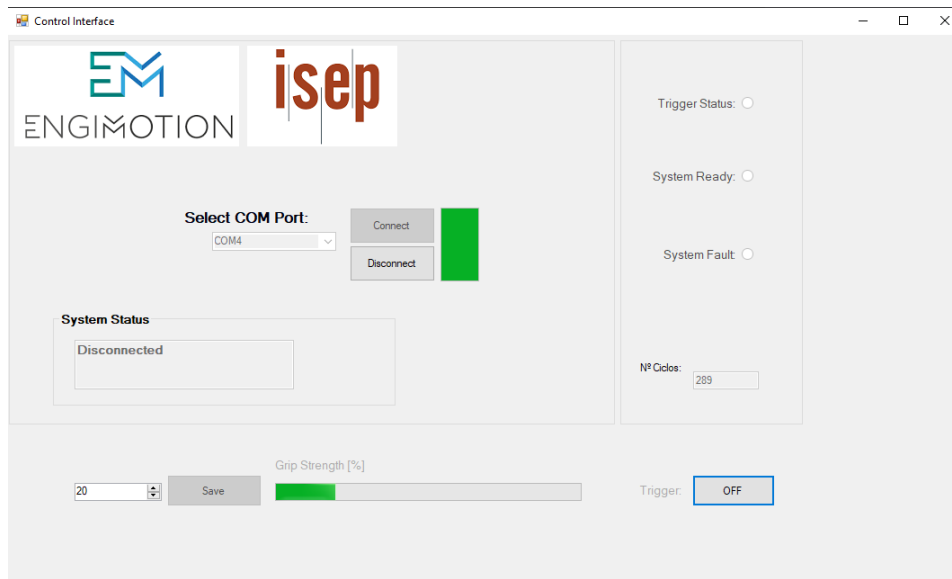 Control Interface
EM
ENGIMOTION
isep
Trigger Status:
System Ready:
Select COM Port:
COM4
Connect
Disconnect
System Fault:
System Status
Disconnected
Nº Ciclos:
289
Grip Strength [%]
20
Save
Trigger:
OFF